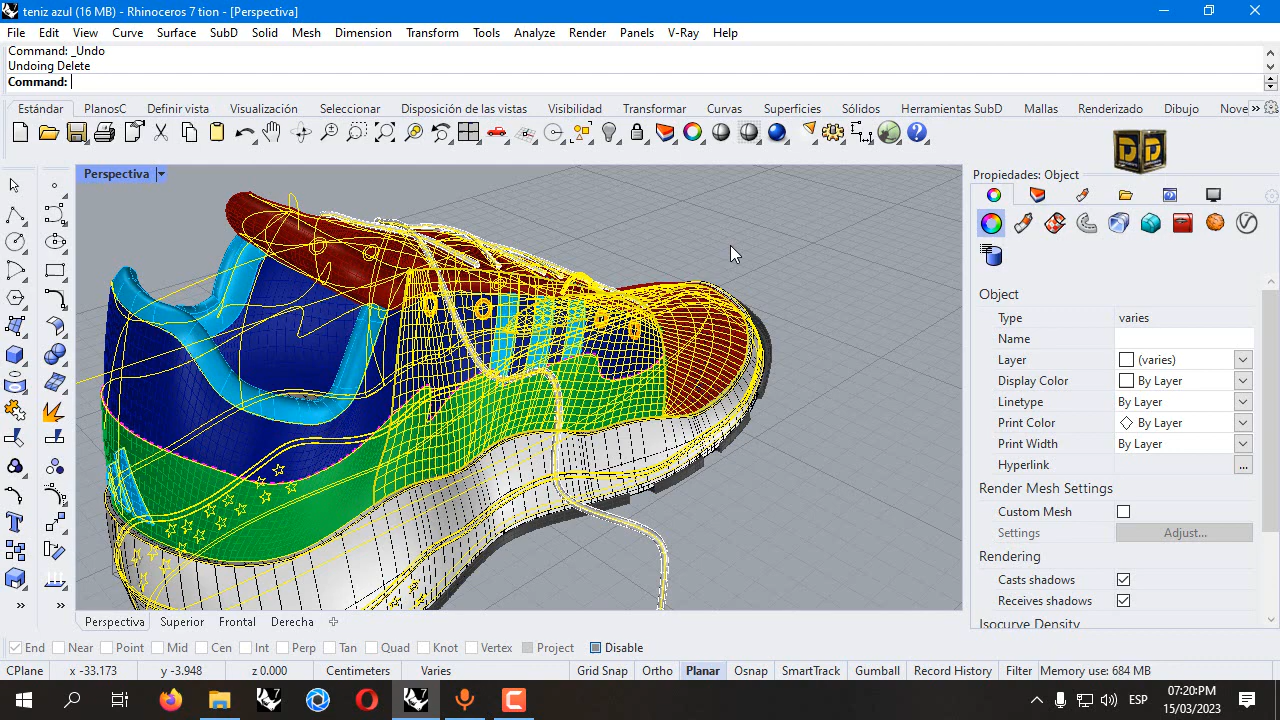 teniz azul (16 MB) - Rhinoceros 7 tion - [Perspectiva]
File Edit View Curve Surface SubD Solid Mesh Dimension Transform Tools Analyze Render Panels V-Ray Help
Command: _Undo
Undoing Delete
Command:
Estándar PlanosC Definir vista Visualización Seleccionar Disposición de las vistas Visibilidad Transformar Curvas Superficies Sólidos Herramientas SubD Mallas Renderizado Dibujo Nove
Perspectiva
Propiedades: Object
Object
Type varies
Name
Layer (varies)
Display Color By Layer
Linetype By Layer
Print Color By Layer
Print Width By Layer
Hyperlink ...
Render Mesh Settings
Custom Mesh
Settings Adjust...
Rendering
Casts shadows
Receives shadows
Isocurve Density
Perspectiva Superior Frontal Derecha
End Near Point Mid Cen Int Perp Tan Quad Knot Vertex Project Disable
CPlane x -33.173 y -3.948 z 0.000 Centimeters Varies Grid Snap Ortho Planar Osnap SmartTrack Gumball Record History Filter Memory use: 684 MB
ESP
07:20:PM
15/03/2023